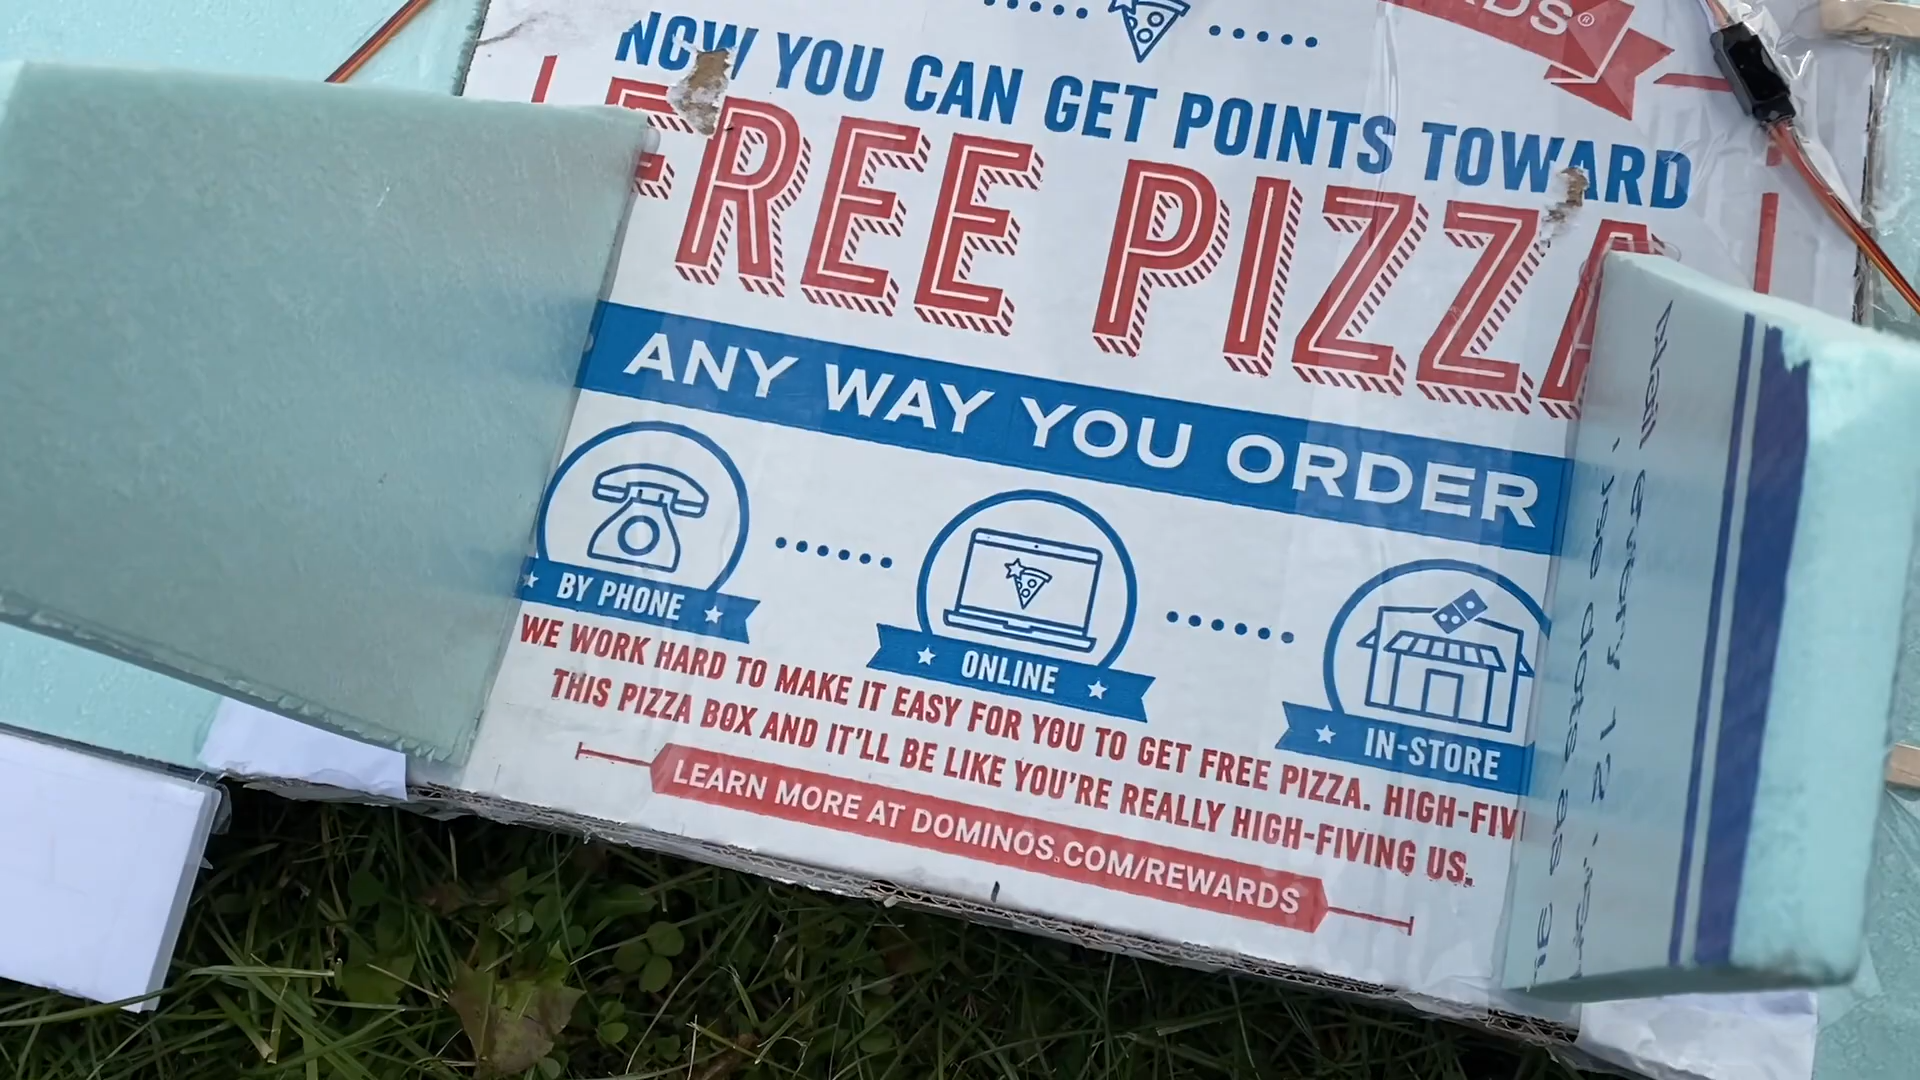 NOW YOU CAN GET POINTS TOWARD
FREE PIZZA
ANY WAY YOU ORDER
BY PHONE
ONLINE
IN-STORE
WE WORK HARD TO MAKE IT EASY FOR YOU TO GET FREE PIZZA. HIGH-FIV
THIS PIZZA BOX AND IT'LL BE LIKE YOU'RE REALLY HIGH-FIVING US.
LEARN MORE AT DOMINOS.COM/REWARDS